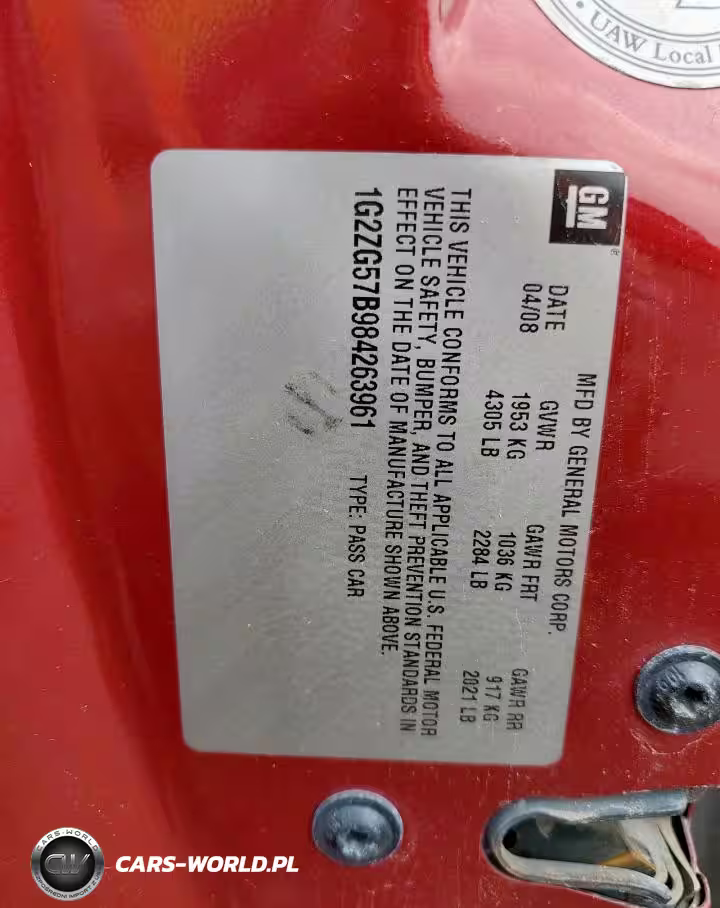 UAW Local
GM
®
MFD BY GENERAL MOTORS CORP.
DATE GVWR GAWR FRT GAWR RR
04/08 1953 KG 1036 KG 917 KG
4305 LB 2284 LB 2021 LB
THIS VEHICLE CONFORMS TO ALL APPLICABLE U.S. FEDERAL MOTOR
VEHICLE SAFETY, BUMPER, AND THEFT PREVENTION STANDARDS IN
EFFECT ON THE DATE OF MANUFACTURE SHOWN ABOVE.
1G2ZG57B984263961 TYPE: PASS CAR
CARS-WORLD
CW
CARS-WORLD.PL